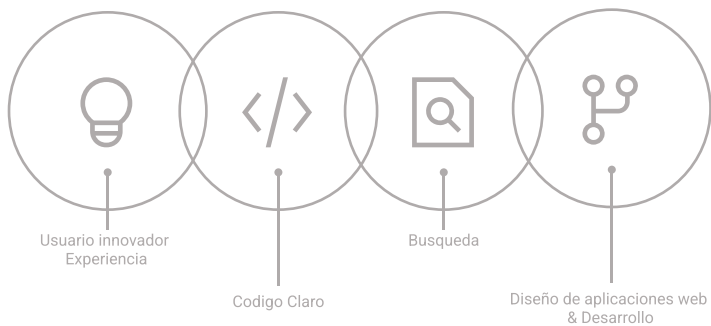 Usuario innovador
Experiencia
Codigo Claro
Busqueda
Diseño de aplicaciones web
& Desarrollo